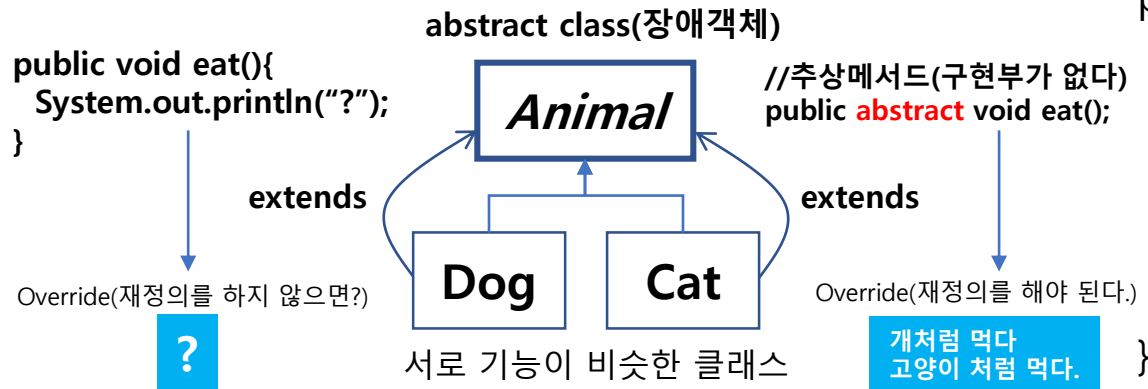 abstract class(장애객체)
public void eat(){
System.out.println(“?”);
}
Animal
//추상메서드(구현부가 없다)
public abstract void eat();
extends
extends
Dog
Cat
Override(재정의를 하지 않으면?)
?
서로 기능이 비슷한 클래스
Override(재정의를 해야 된다.)
개처럼 먹다
고양이 처럼 먹다.
}